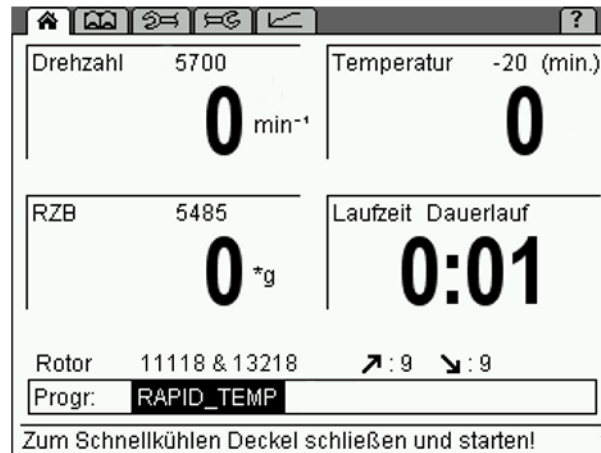 ?
Drehzahl 5700
0 min⁻¹
Temperatur -20 (min.)
0
RZB 5485
0 *g
Laufzeit Dauerlauf
0:01
Rotor 11118 & 13218 ↗: 9 ↘: 9
Progr: RAPID_TEMP
Zum Schnellkühlen Deckel schließen und starten!